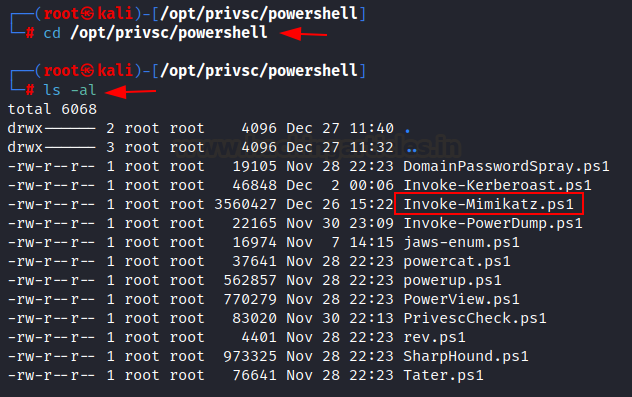 ┌──(root㉿kali)-[/opt/privsc/powershell]
└─# cd /opt/privsc/powershell
┌──(root㉿kali)-[/opt/privsc/powershell]
└─# ls -al
total 6068
drwx------ 2 root root 4096 Dec 27 11:40 .
drwx------ 3 root root 4096 Dec 27 11:32 ..
-rw-r--r-- 1 root root 19105 Nov 28 22:23 DomainPasswordSpray.ps1
-rw-r--r-- 1 root root 46848 Dec 2 00:06 Invoke-Kerberoast.ps1
-rw-r--r-- 1 root root 3560427 Dec 26 15:22 Invoke-Mimikatz.ps1
-rw-r--r-- 1 root root 22165 Nov 30 23:09 Invoke-PowerDump.ps1
-rw-r--r-- 1 root root 16974 Nov 7 14:15 jaws-enum.ps1
-rw-r--r-- 1 root root 37641 Nov 28 22:23 powercat.ps1
-rw-r--r-- 1 root root 562857 Nov 28 22:23 powerup.ps1
-rw-r--r-- 1 root root 770279 Nov 28 22:23 PowerView.ps1
-rw-r--r-- 1 root root 83020 Nov 30 22:13 PrivescCheck.ps1
-rw-r--r-- 1 root root 4401 Nov 28 22:23 rev.ps1
-rw-r--r-- 1 root root 973325 Nov 28 22:23 SharpHound.ps1
-rw-r--r-- 1 root root 76641 Nov 28 22:23 Tater.ps1